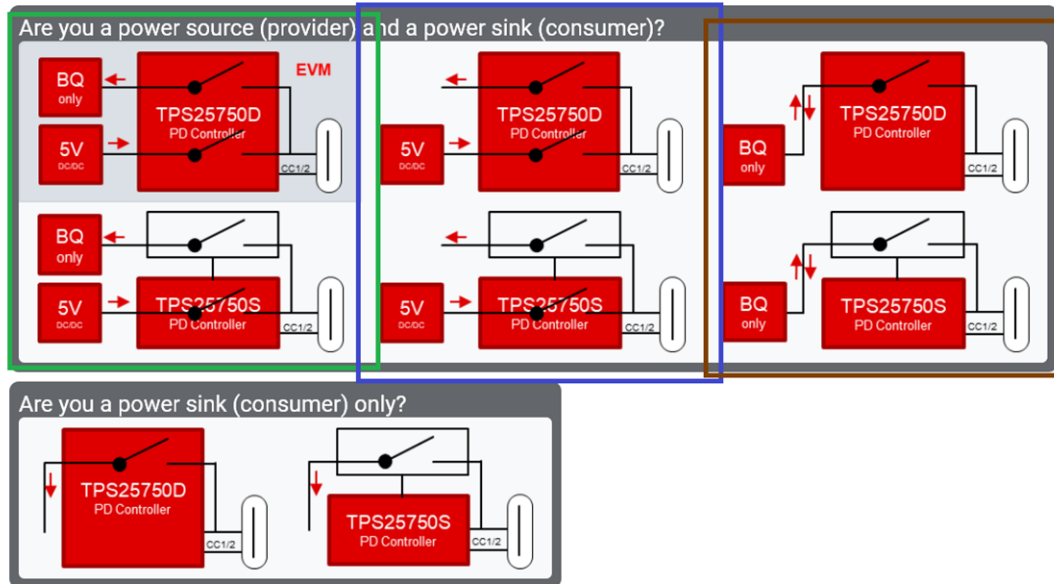 Are you a power source (provider) and a power sink (consumer)?
BQ
only
EVM
TPS25750D
PD Controller
5V
DC/DC
CC1/2
TPS25750D
PD Controller
5V
DC/DC
CC1/2
TPS25750D
PD Controller
BQ
only
CC1/2
BQ
only
5V
DC/DC
TPS25750S
PD Controller
CC1/2
5V
DC/DC
TPS25750S
PD Controller
CC1/2
BQ
only
TPS25750S
PD Controller
CC1/2
Are you a power sink (consumer) only?
TPS25750D
PD Controller
CC1/2
TPS25750S
PD Controller
CC1/2